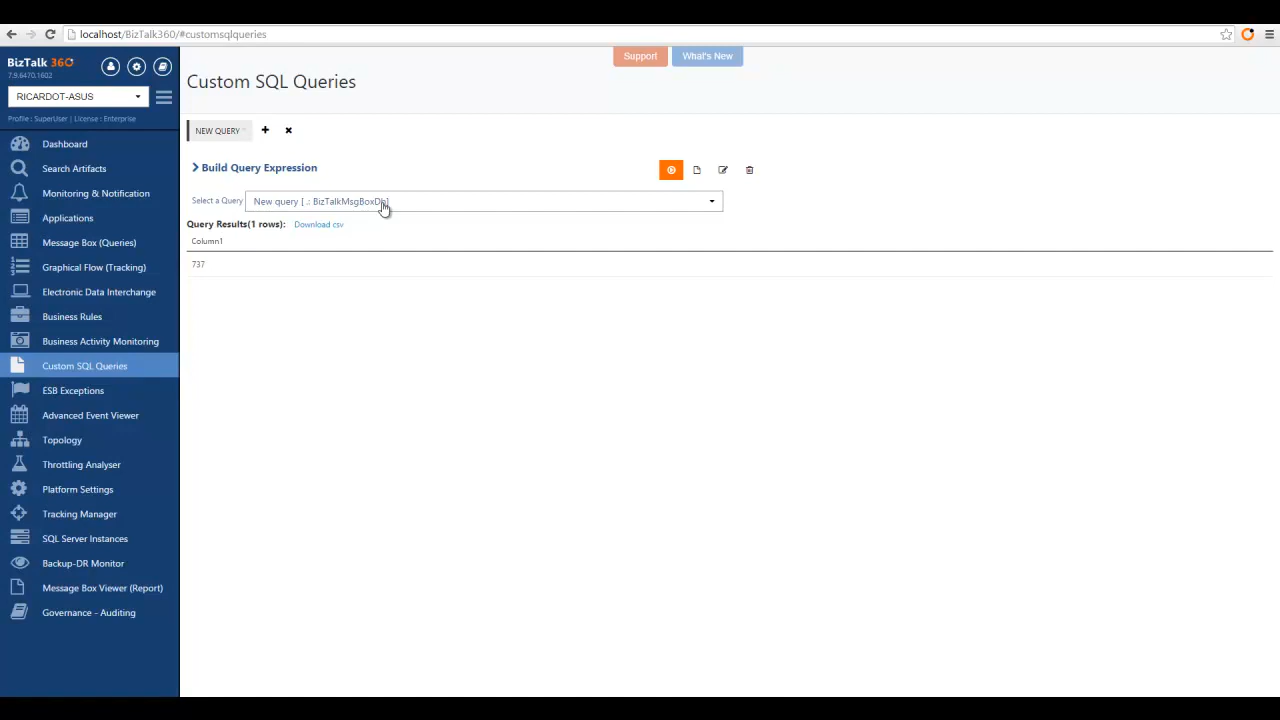 localhost/BizTalk360/#customsqlqueries
BizTalk 360
7.9.6470.1602
RICARDOT-ASUS
Profile : SuperUser | License : Enterprise
Dashboard
Search Artifacts
Monitoring & Notification
Applications
Message Box (Queries)
Graphical Flow (Tracking)
Electronic Data Interchange
Business Rules
Business Activity Monitoring
Custom SQL Queries
ESB Exceptions
Advanced Event Viewer
Topology
Throttling Analyser
Platform Settings
Tracking Manager
SQL Server Instances
Backup-DR Monitor
Message Box Viewer (Report)
Governance - Auditing
Support
What's New
Custom SQL Queries
NEW QUERY
Build Query Expression
Select a Query
New query [ .: BizTalkMsgBoxDb]
Query Results(1 rows): Download csv
Column1
737